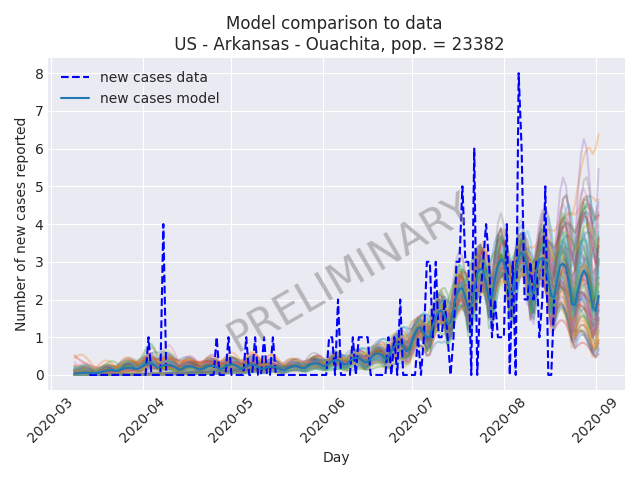 Model comparison to data
US - Arkansas - Ouachita, pop. = 23382
new cases data
new cases model
8
7
6
5
4
3
2
1
0
Number of new cases reported
PRELIMINARY
2020-03
2020-04
2020-05
2020-06
2020-07
2020-08
2020-09
Day